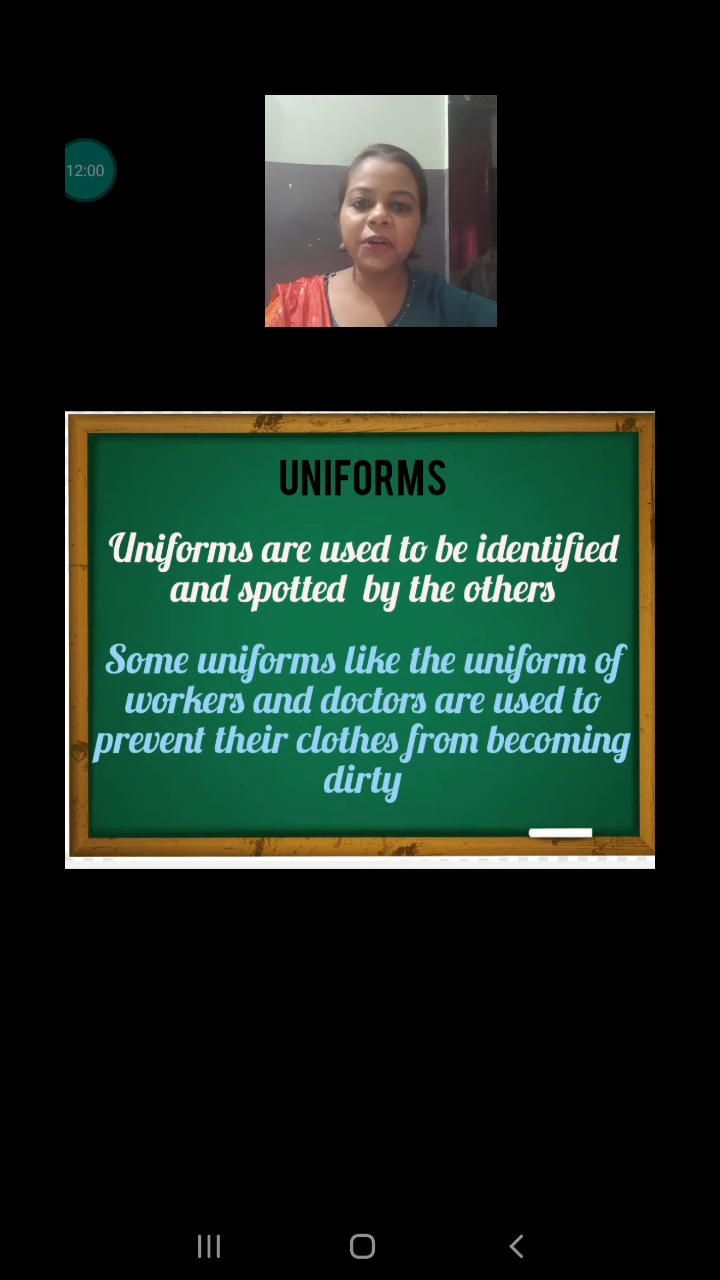 12:00
UNIFORMS
Uniforms are used to be identified
and spotted by the others
Some uniforms like the uniform of
workers and doctors are used to
prevent their clothes from becoming
dirty